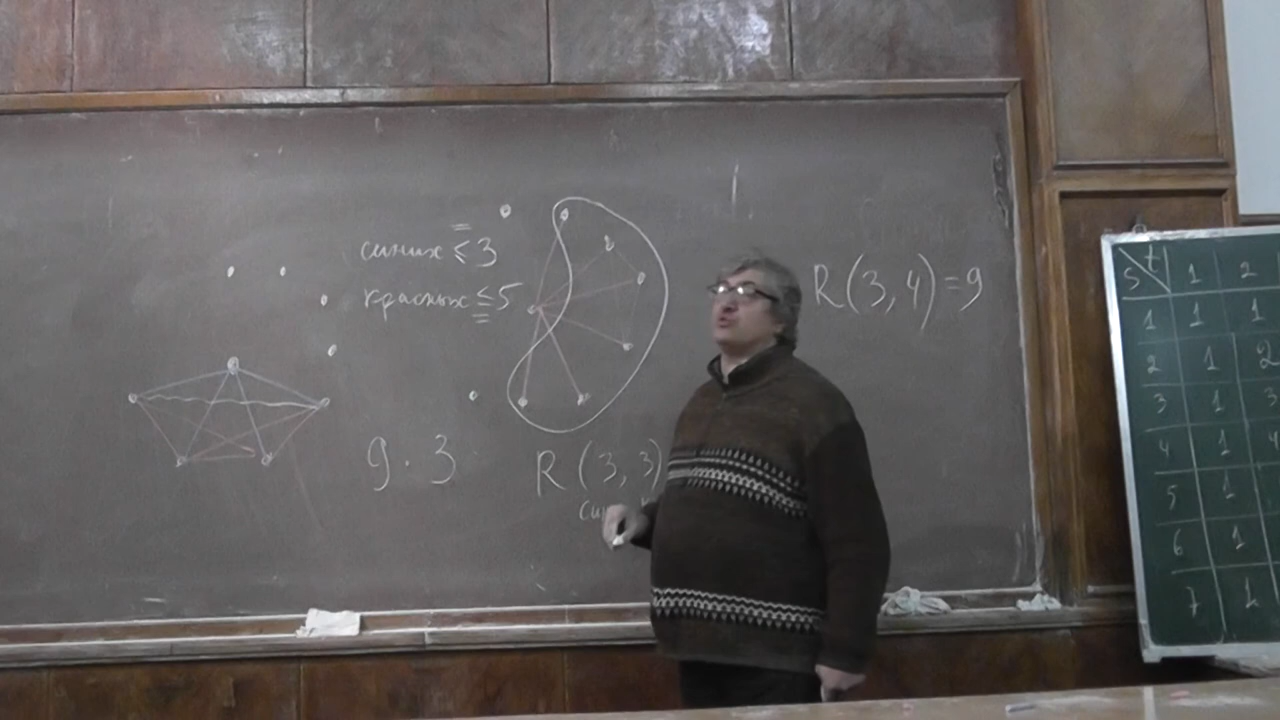 синих ≤ 3
красных ≤ 5
9 · 3
R(3, 3)
R(3,4)=9
s t 1 2
1 1 1
2 1 2
3 1 3
4 1 4
5 1
6 1
7 1